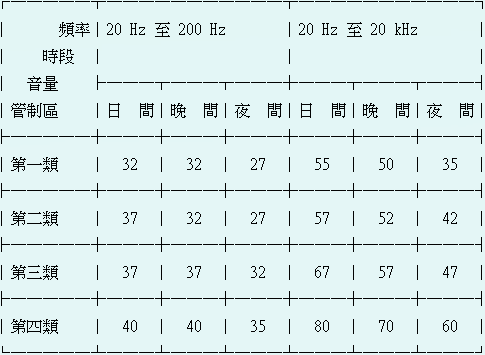 頻率 20 Hz 至 200 Hz 20 Hz 至 20 kHz
時段
音量
管制區 日 間 晚 間 夜 間 日 間 晚 間 夜 間
第一類 32 32 27 55 50 35
第二類 37 32 27 57 52 42
第三類 37 37 32 67 57 47
第四類 40 40 35 80 70 60